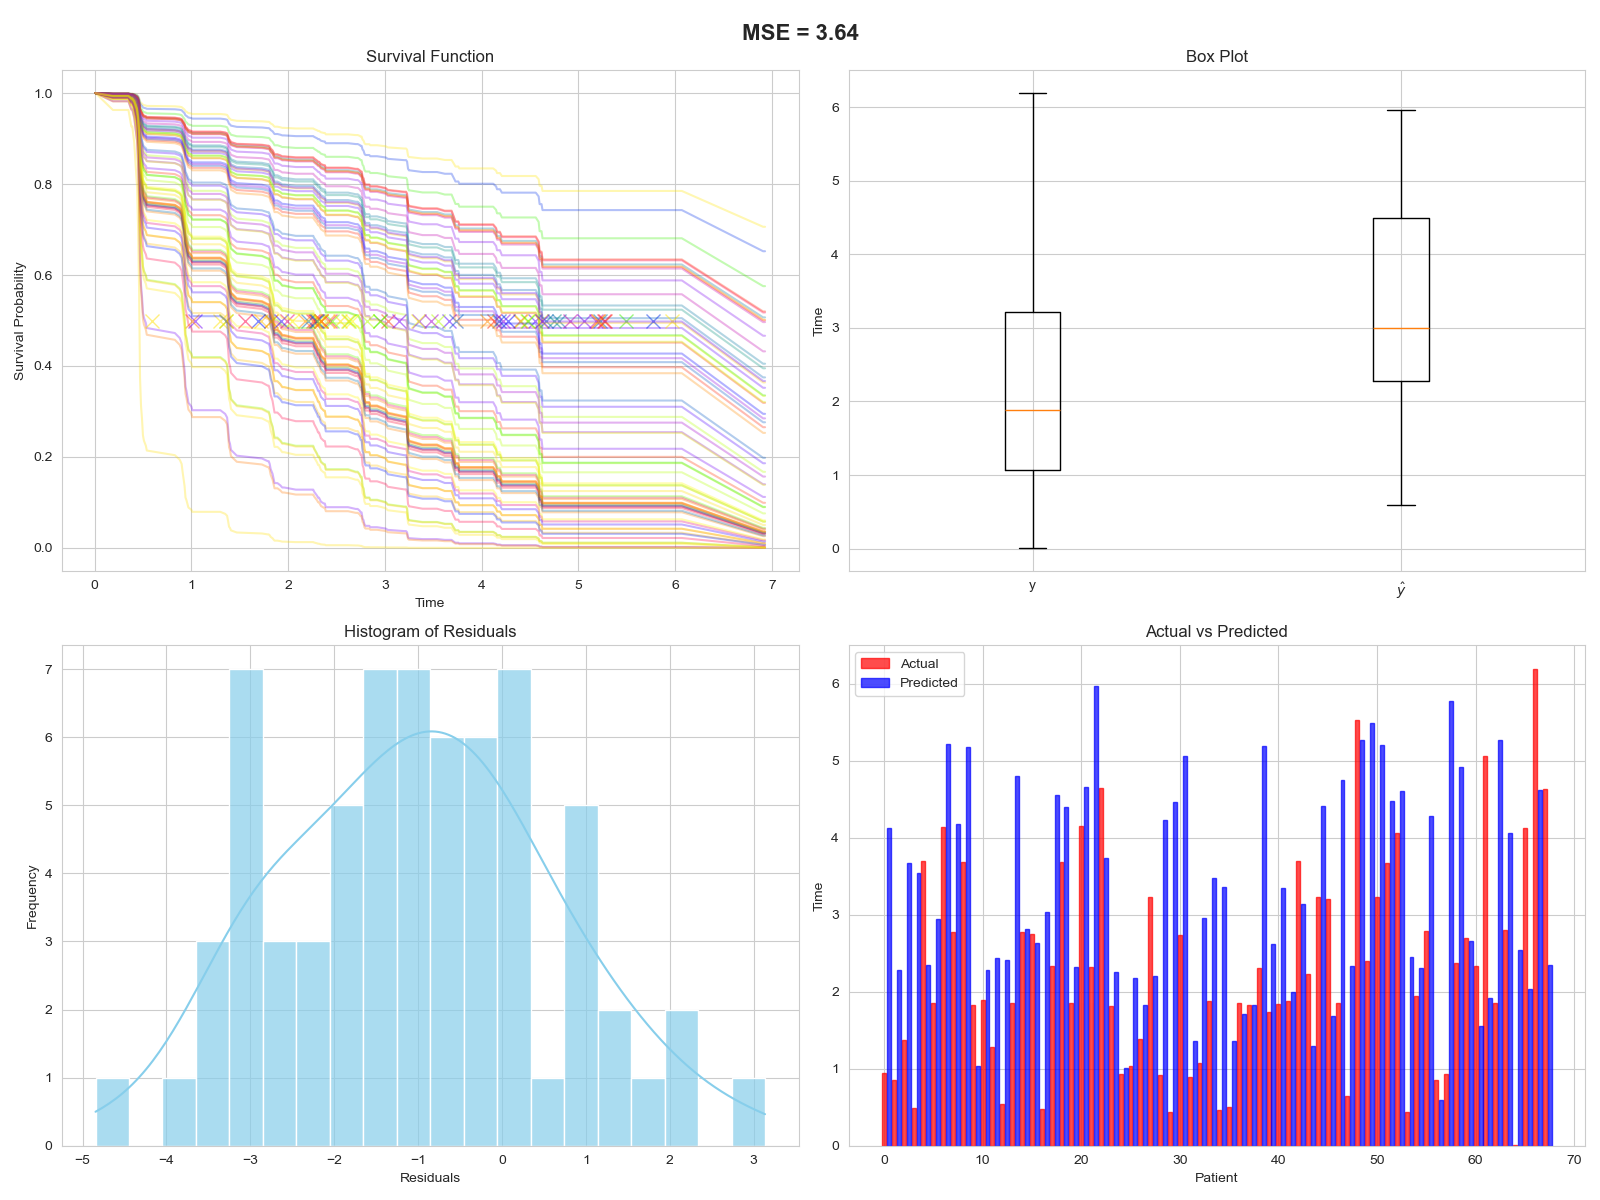 MSE = 3.64
Survival Function
1.0
0.8
0.6
0.4
0.2
0.0
Survival Probability
0 1 2 3 4 5 6 7
Time
Box Plot
6
5
4
3
2
1
0
Time
y ŷ
Histogram of Residuals
7
6
5
4
3
2
1
0
Frequency
−5 −4 −3 −2 −1 0 1 2 3
Residuals
Actual vs Predicted
Actual
Predicted
6
5
4
3
2
1
0
Time
0 10 20 30 40 50 60 70
Patient